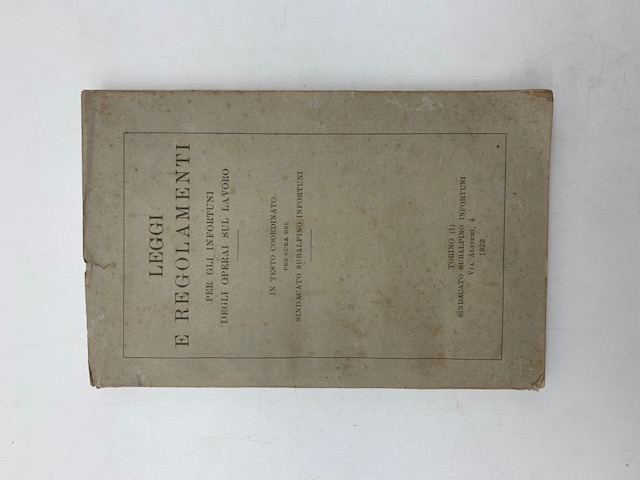 LEGGI
E REGOLAMENTI
PER GLI INFORTUNI
DEGLI OPERAI SUL LAVORO
IN TESTO COORDINATO
PER CURA DEL
SINDACATO SUBALPINO INFORTUNI
TORINO (1)
SINDACATO SUBALPINO INFORTUNI
VIA ALFIERI, 4
1923